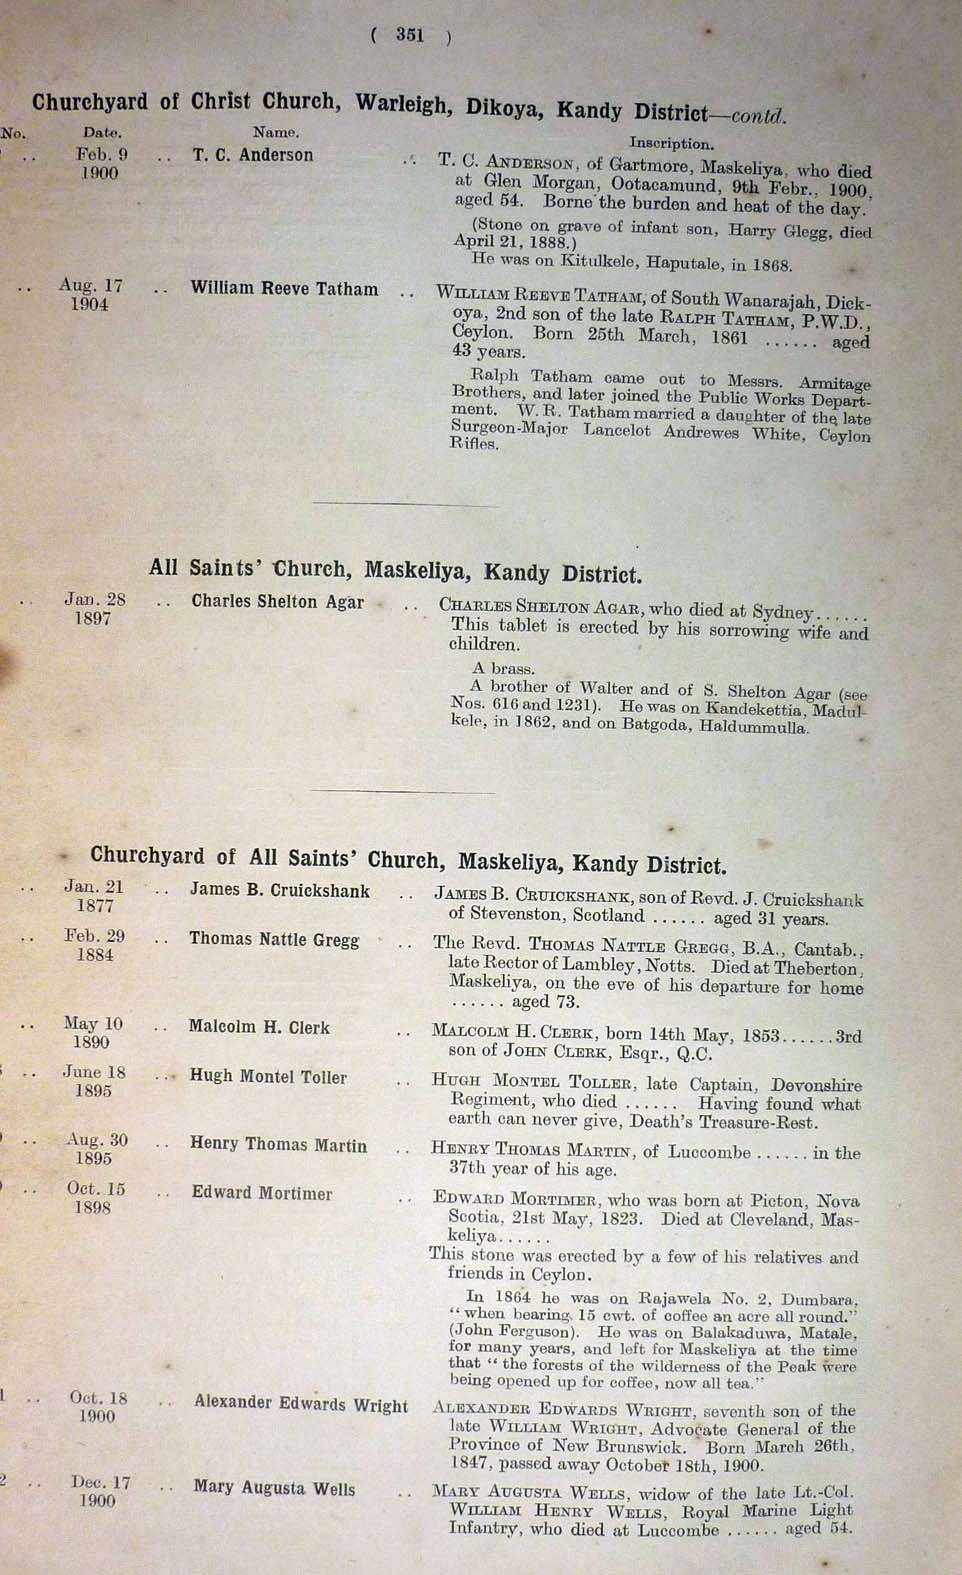 ( 351 )
Churchyard of Christ Church, Warleigh, Dikoya, Kandy District—contd.
No. Date. Name. Inscription.
.. Feb. 9 .. T. C. Anderson .. T. C. ANDERSON, of Gartmore, Maskeliya, who died
1900 at Glen Morgan, Ootacamund, 9th Febr., 1900,
aged 54. Borne the burden and heat of the day.
(Stone on grave of infant son, Harry Glegg, died
April 21, 1888.)
He was on Kitulkele, Haputale, in 1868.
.. Aug. 17 .. William Reeve Tatham .. WILLIAM REEVE TATHAM, of South Wanarajah, Dick-
1904 oya, 2nd son of the late RALPH TATHAM, P.W.D.,
Ceylon. Born 25th March, 1861 ...... aged
43 years.
Ralph Tatham came out to Messrs. Armitage
Brothers, and later joined the Public Works Depart-
ment. W. R. Tatham married a daughter of the late
Surgeon-Major Lancelot Andrewes White, Ceylon
Rifles.
All Saints' Church, Maskeliya, Kandy District.
.. Jan. 28 .. Charles Shelton Agar .. CHARLES SHELTON AGAR, who died at Sydney......
1897 This tablet is erected by his sorrowing wife and
children.
A brass.
A brother of Walter and of S. Shelton Agar (see
Nos. 616 and 1231). He was on Kandekettia, Madul-
kele, in 1862, and on Batgoda, Haldummulla.
Churchyard of All Saints' Church, Maskeliya, Kandy District.
.. Jan. 21 .. James B. Cruickshank .. JAMES B. CRUICKSHANK, son of Revd. J. Cruickshank
1877 of Stevenston, Scotland ...... aged 31 years.
.. Feb. 29 .. Thomas Nattle Gregg .. The Revd. THOMAS NATTLE GREGG, B.A., Cantab.,
1884 late Rector of Lambley, Notts. Died at Theberton,
Maskeliya, on the eve of his departure for home
...... aged 73.
.. May 10 .. Malcolm H. Clerk .. MALCOLM H. CLERK, born 14th May, 1853......3rd
1890 son of JOHN CLERK, Esqr., Q.C.
.. June 18 .. Hugh Montel Toller .. HUGH MONTEL TOLLER, late Captain, Devonshire
1895 Regiment, who died ...... Having found what
earth can never give, Death's Treasure-Rest.
.. Aug. 30 .. Henry Thomas Martin .. HENRY THOMAS MARTIN, of Luccombe ...... in the
1895 37th year of his age.
.. Oct. 15 .. Edward Mortimer .. EDWARD MORTIMER, who was born at Picton, Nova
1898 Scotia, 21st May, 1823. Died at Cleveland, Mas-
keliya......
This stone was erected by a few of his relatives and
friends in Ceylon.
In 1864 he was on Rajawela No. 2, Dumbara,
"when bearing 15 cwt. of coffee an acre all round."
(John Ferguson). He was on Balakaduwa, Matale,
for many years, and left for Maskeliya at the time
that "the forests of the wilderness of the Peak were
being opened up for coffee, now all tea."
1 .. Oct. 18 .. Alexander Edwards Wright ALEXANDER EDWARDS WRIGHT, seventh son of the
1900 late WILLIAM WRIGHT, Advocate General of the
Province of New Brunswick. Born March 26th,
1847, passed away October 18th, 1900.
2 .. Dec. 17 .. Mary Augusta Wells .. MARY AUGUSTA WELLS, widow of the late Lt.-Col.
1900 WILLIAM HENRY WELLS, Royal Marine Light
Infantry, who died at Luccombe ...... aged 54.